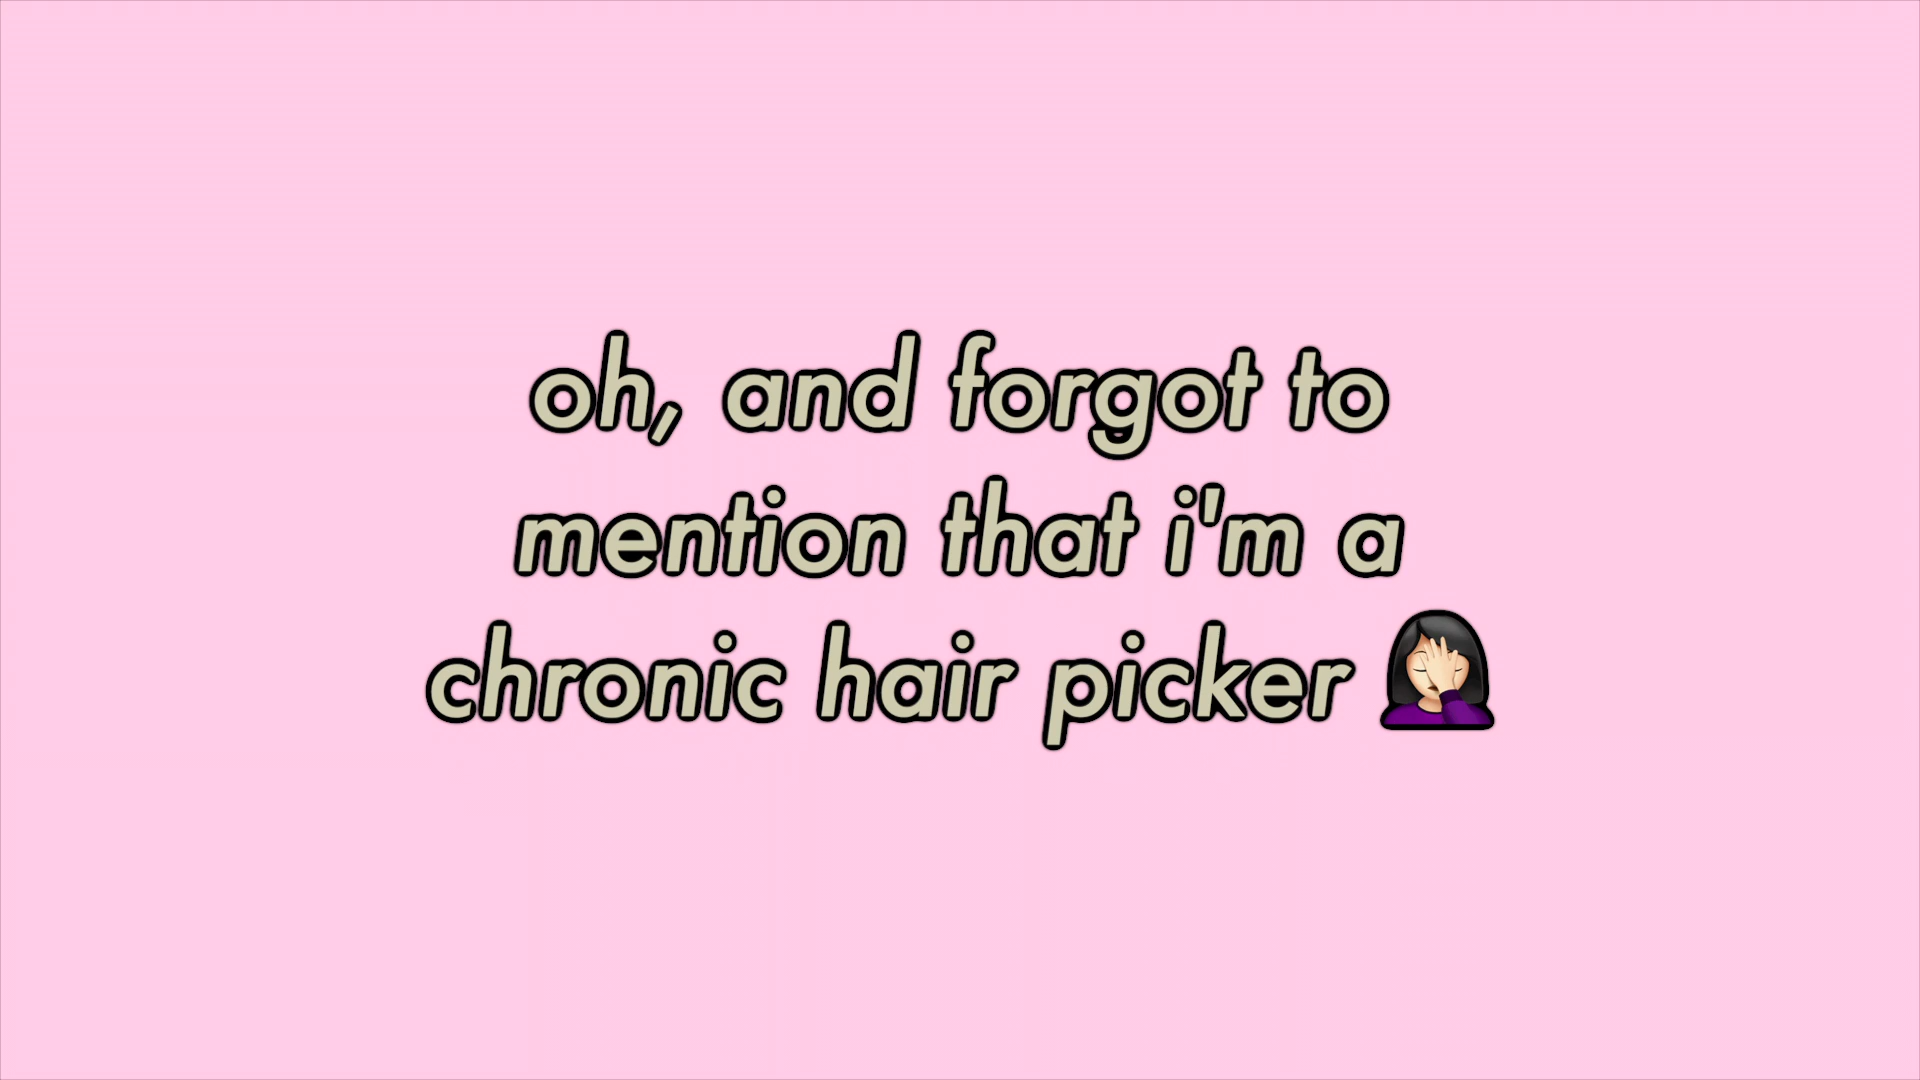 oh, and forgot to
mention that i'm a
chronic hair picker 🤦🏻‍♀️